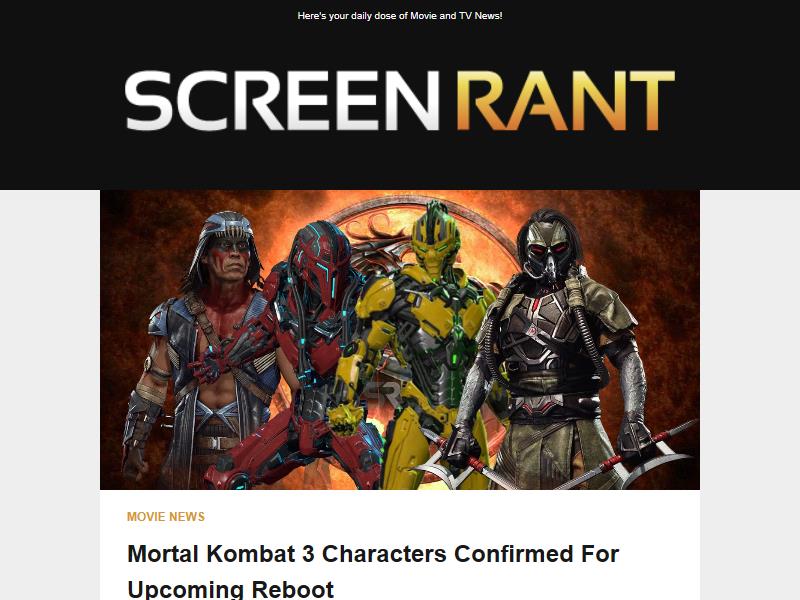 Here's your daily dose of Movie and TV News!
SCREEN RANT
SR
MOVIE NEWS
Mortal Kombat 3 Characters Confirmed For
Upcoming Reboot